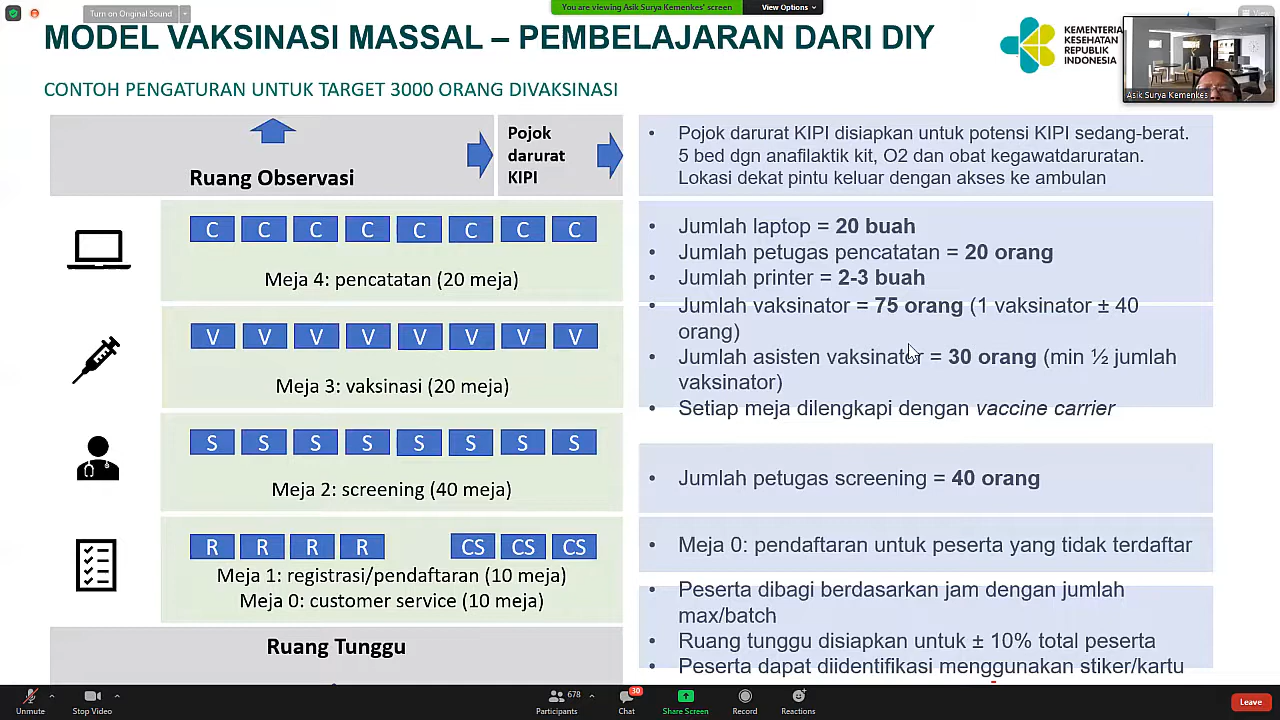 Turn on Original Sound
You are viewing Asik Surya Kemenkes' screen
View Options
View
MODEL VAKSINASI MASSAL – PEMBELAJARAN DARI DIY
KEMENTERIA
KESEHATAN
REPUBLIK
INDONESIA
Asik Surya Kemenkes
CONTOH PENGATURAN UNTUK TARGET 3000 ORANG DIVAKSINASI
Ruang Observasi
Pojok
darurat
KIPI
• Pojok darurat KIPI disiapkan untuk potensi KIPI sedang-berat.
5 bed dgn anafilaktik kit, O2 dan obat kegawatdaruratan.
Lokasi dekat pintu keluar dengan akses ke ambulan
C C C C C C C C
Meja 4: pencatatan (20 meja)
• Jumlah laptop = 20 buah
• Jumlah petugas pencatatan = 20 orang
• Jumlah printer = 2-3 buah
V V V V V V V V
Meja 3: vaksinasi (20 meja)
• Jumlah vaksinator = 75 orang (1 vaksinator ± 40
orang)
• Jumlah asisten vaksinator = 30 orang (min ½ jumlah
vaksinator)
• Setiap meja dilengkapi dengan vaccine carrier
S S S S S S S S
Meja 2: screening (40 meja)
• Jumlah petugas screening = 40 orang
R R R R CS CS CS
Meja 1: registrasi/pendaftaran (10 meja)
Meja 0: customer service (10 meja)
• Meja 0: pendaftaran untuk peserta yang tidak terdaftar
Ruang Tunggu
• Peserta dibagi berdasarkan jam dengan jumlah
max/batch
• Ruang tunggu disiapkan untuk ± 10% total peserta
• Peserta dapat diidentifikasi menggunakan stiker/kartu
Unmute
Stop Video
678
Participants
30
Chat
Share Screen
Record
Reactions
Leave